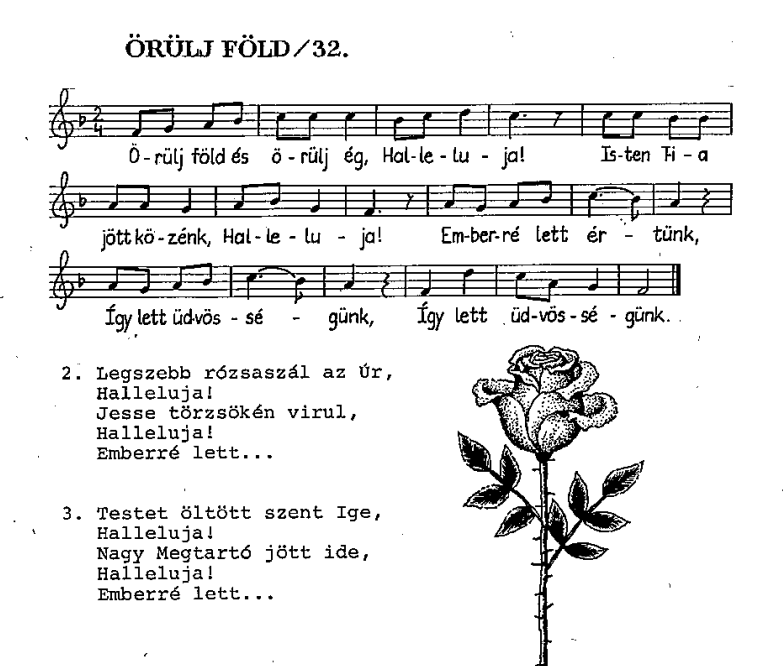 ÖRÜLJ FÖLD/32.
2
4
Ö-rülj föld és ö-rülj ég, Hal-le-lu-ja! Is-ten Fi-a
jött kö-zénk, Hal-le-lu-ja! Em-ber-ré lett ér-tünk,
Így lett üd-vös-sé-günk, Így lett üd-vös-sé-günk.
2. Legszebb rózsaszál az Úr,
Halleluja!
Jesse törzsökén virul,
Halleluja!
Emberré lett...
3. Testet öltött szent Ige,
Halleluja!
Nagy Megtartó jött ide,
Halleluja!
Emberré lett...